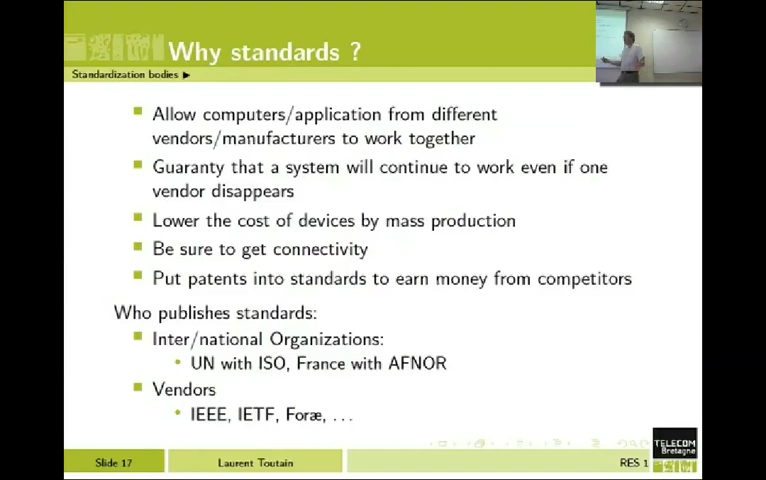 Why standards ?
Standardization bodies ▶
Allow computers/application from different
vendors/manufacturers to work together
Guaranty that a system will continue to work even if one
vendor disappears
Lower the cost of devices by mass production
Be sure to get connectivity
Put patents into standards to earn money from competitors
Who publishes standards:
Inter/national Organizations:
UN with ISO, France with AFNOR
Vendors
IEEE, IETF, Foræ, ...
TELECOM
Bretagne
Slide 17
Laurent Toutain
RES 1